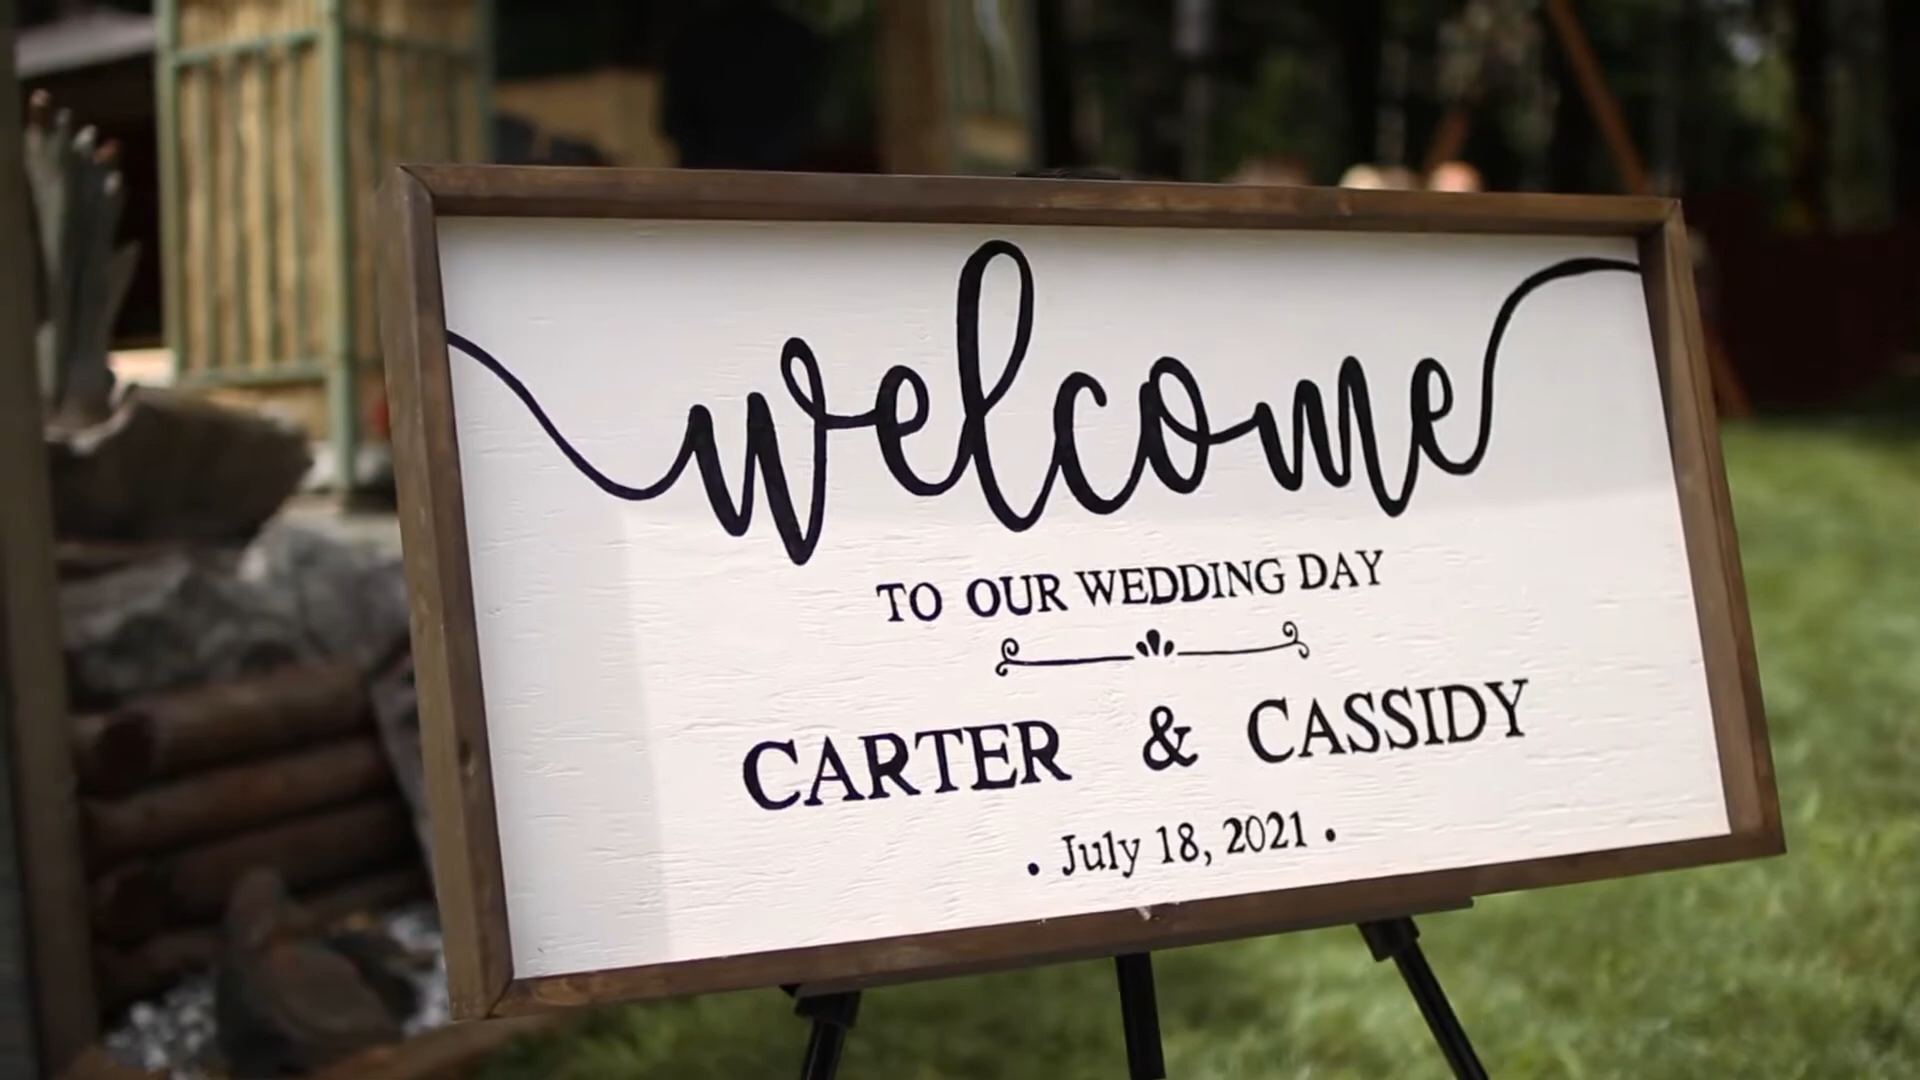 welcome
TO OUR WEDDING DAY
CARTER & CASSIDY
• July 18, 2021 •